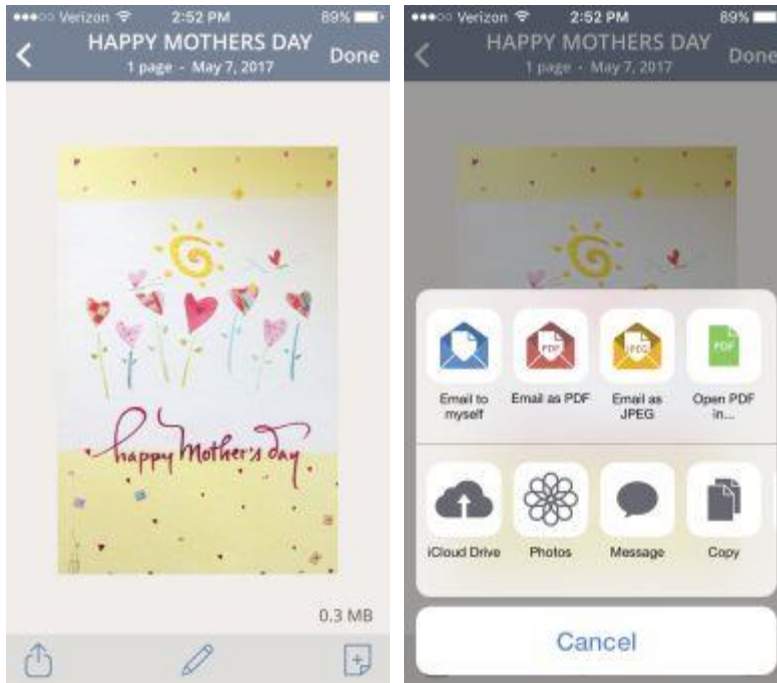 Verizon 2:52 PM 89%
HAPPY MOTHERS DAY
1 page - May 7, 2017
Done
happy Mother's day
0.3 MB
Verizon 2:52 PM 89%
HAPPY MOTHERS DAY
1 page - May 7, 2017
Done
PDF
JPEG
PDF
Email to
myself
Email as PDF
Email as
JPEG
Open PDF
in...
iCloud Drive
Photos
Message
Copy
Cancel